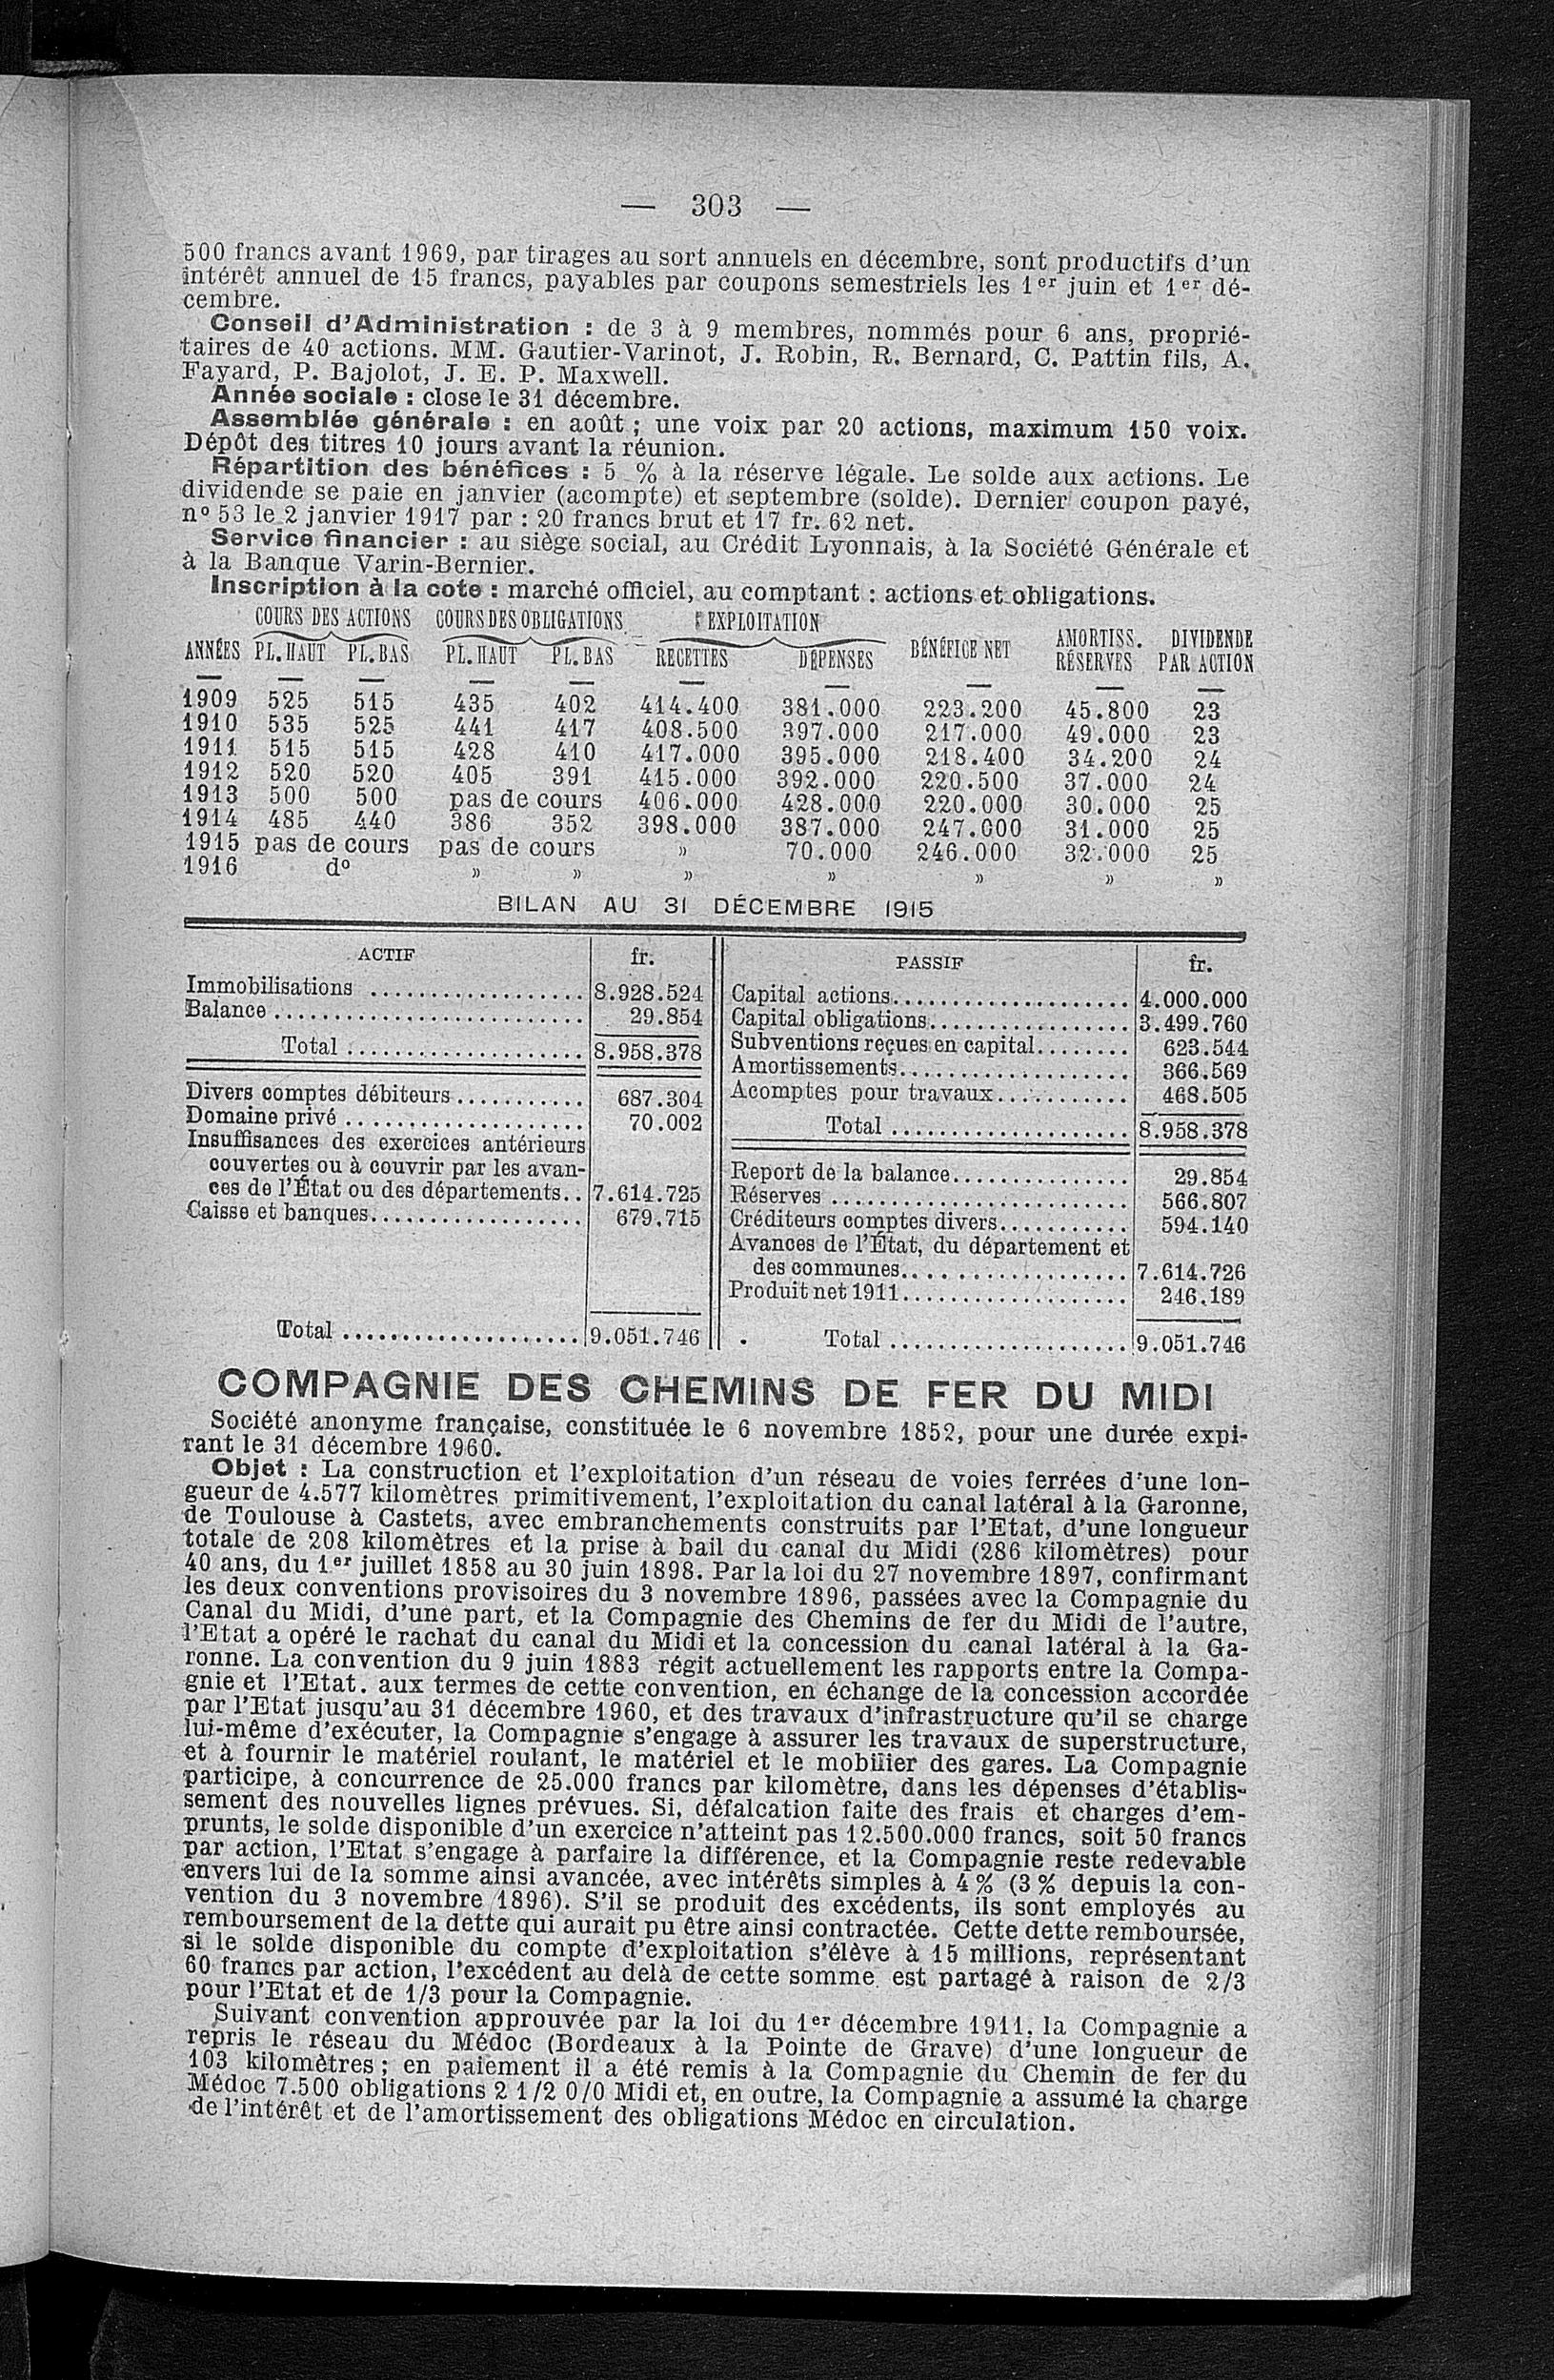 — 303 —
500 francs avant 1969, par tirages au sort annuels en décembre, sont productifs d'un
intérêt annuel de 15 francs, payables par coupons semestriels les 1er juin et 1er dé-
cembre.
Conseil d'Administration : de 3 à 9 membres, nommés pour 6 ans, proprié-
taires de 40 actions. MM. Gautier-Varinot, J. Robin, R. Bernard, C. Pattin fils, A.
Fayard, P. Bajolot, J. E. P. Maxwell.
Année sociale : close le 31 décembre.
Assemblée générale : en août ; une voix par 20 actions, maximum 150 voix.
Dépôt des titres 10 jours avant la réunion.
Répartition des bénéfices : 5 % à la réserve légale. Le solde aux actions. Le
dividende se paie en janvier (acompte) et septembre (solde). Dernier coupon payé,
n° 53 le 2 janvier 1917 par : 20 francs brut et 17 fr. 62 net.
Service financier : au siège social, au Crédit Lyonnais, à la Société Générale et
à la Banque Varin-Bernier.
Inscription à la cote : marché officiel, au comptant : actions et obligations.
COURS DES ACTIONS COURS DES OBLIGATIONS EXPLOITATION
ANNÉES PL. HAUT PL. BAS PL. HAUT PL. BAS RECETTES DÉPENSES BÉNÉFICE NET AMORTISS. RÉSERVES DIVIDENDE PAR ACTION
1909 525 515 435 402 414.400 381.000 223.200 45.800 23
1910 535 525 441 417 408.500 397.000 217.000 49.000 23
1911 515 515 428 410 417.000 395.000 218.400 34.200 24
1912 520 520 405 391 415.000 392.000 220.500 37.000 24
1913 500 500 pas de cours 406.000 428.000 220.000 30.000 25
1914 485 440 386 352 398.000 387.000 247.000 31.000 25
1915 pas de cours pas de cours » 70.000 246.000 32.000 25
1916 d° » » » » » » »
BILAN AU 31 DÉCEMBRE 1915
ACTIF fr.
Immobilisations .................. 8.928.524
Balance .......................... 29.854
Total .................... 8.958.378
Divers comptes débiteurs........... 687.304
Domaine privé .................... 70.002
Insuffisances des exercices antérieurs
couvertes ou à couvrir par les avan-
ces de l'État ou des départements.. 7.614.725
Caisse et banques.................. 679.715
Total .................... 9.051.746
PASSIF fr.
Capital actions.................... 4.000.000
Capital obligations................. 3.499.760
Subventions reçues en capital........ 623.544
Amortissements.................... 366.569
Acomptes pour travaux........... 468.505
Total .................... 8.958.378
Report de la balance............... 29.854
Réserves ......................... 566.807
Créditeurs comptes divers........... 594.140
Avances de l'État, du département et
des communes................... 7.614.726
Produit net 1911................... 246.189
Total .................... 9.051.746
COMPAGNIE DES CHEMINS DE FER DU MIDI
Société anonyme française, constituée le 6 novembre 1852, pour une durée expi-
rant le 31 décembre 1960.
Objet : La construction et l'exploitation d'un réseau de voies ferrées d'une lon-
gueur de 4.577 kilomètres primitivement, l'exploitation du canal latéral à la Garonne,
de Toulouse à Castets, avec embranchements construits par l'Etat, d'une longueur
totale de 208 kilomètres et la prise à bail du canal du Midi (286 kilomètres) pour
40 ans, du 1er juillet 1858 au 30 juin 1898. Par la loi du 27 novembre 1897, confirmant
les deux conventions provisoires du 3 novembre 1896, passées avec la Compagnie du
Canal du Midi, d'une part, et la Compagnie des Chemins de fer du Midi de l'autre,
l'Etat a opéré le rachat du canal du Midi et la concession du canal latéral à la Ga-
ronne. La convention du 9 juin 1883 régit actuellement les rapports entre la Compa-
gnie et l'Etat. aux termes de cette convention, en échange de la concession accordée
par l'Etat jusqu'au 31 décembre 1960, et des travaux d'infrastructure qu'il se charge
lui-même d'exécuter, la Compagnie s'engage à assurer les travaux de superstructure,
et à fournir le matériel roulant, le matériel et le mobilier des gares. La Compagnie
participe, à concurrence de 25.000 francs par kilomètre, dans les dépenses d'établis-
sement des nouvelles lignes prévues. Si, défalcation faite des frais et charges d'em-
prunts, le solde disponible d'un exercice n'atteint pas 12.500.000 francs, soit 50 francs
par action, l'Etat s'engage à parfaire la différence, et la Compagnie reste redevable
envers lui de la somme ainsi avancée, avec intérêts simples à 4 % (3 % depuis la con-
vention du 3 novembre 1896). S'il se produit des excédents, ils sont employés au
remboursement de la dette qui aurait pu être ainsi contractée. Cette dette remboursée,
si le solde disponible du compte d'exploitation s'élève à 15 millions, représentant
60 francs par action, l'excédent au delà de cette somme est partagé à raison de 2/3
pour l'Etat et de 1/3 pour la Compagnie.
Suivant convention approuvée par la loi du 1er décembre 1911, la Compagnie a
repris le réseau du Médoc (Bordeaux à la Pointe de Grave) d'une longueur de
103 kilomètres ; en paiement il a été remis à la Compagnie du Chemin de fer du
Médoc 7.500 obligations 2 1/2 0/0 Midi et, en outre, la Compagnie a assumé la charge
de l'intérêt et de l'amortissement des obligations Médoc en circulation.